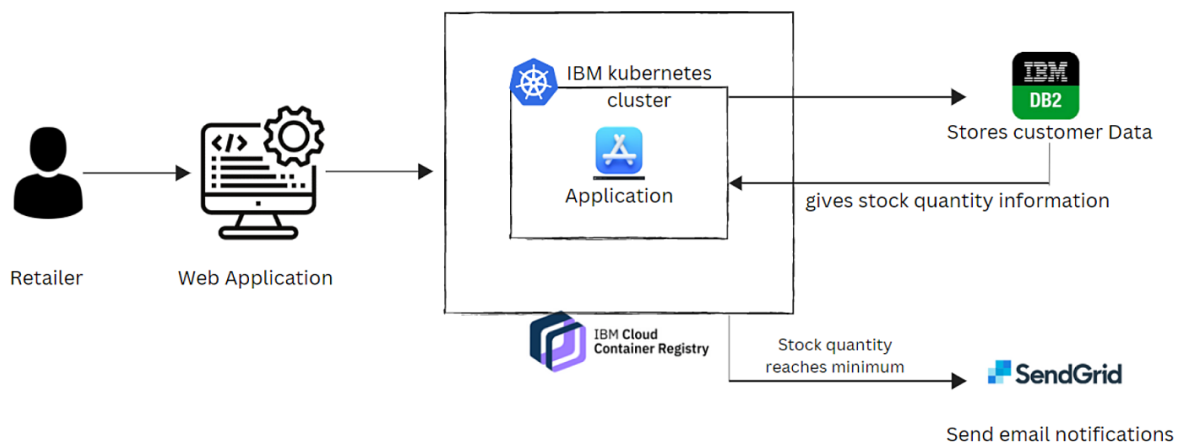 IBM kubernetes
cluster
IBM
DB2
Stores customer Data
</>
Application
gives stock quantity information
Retailer
Web Application
IBM Cloud
Container Registry
Stock quantity
reaches minimum
SendGrid
Send email notifications